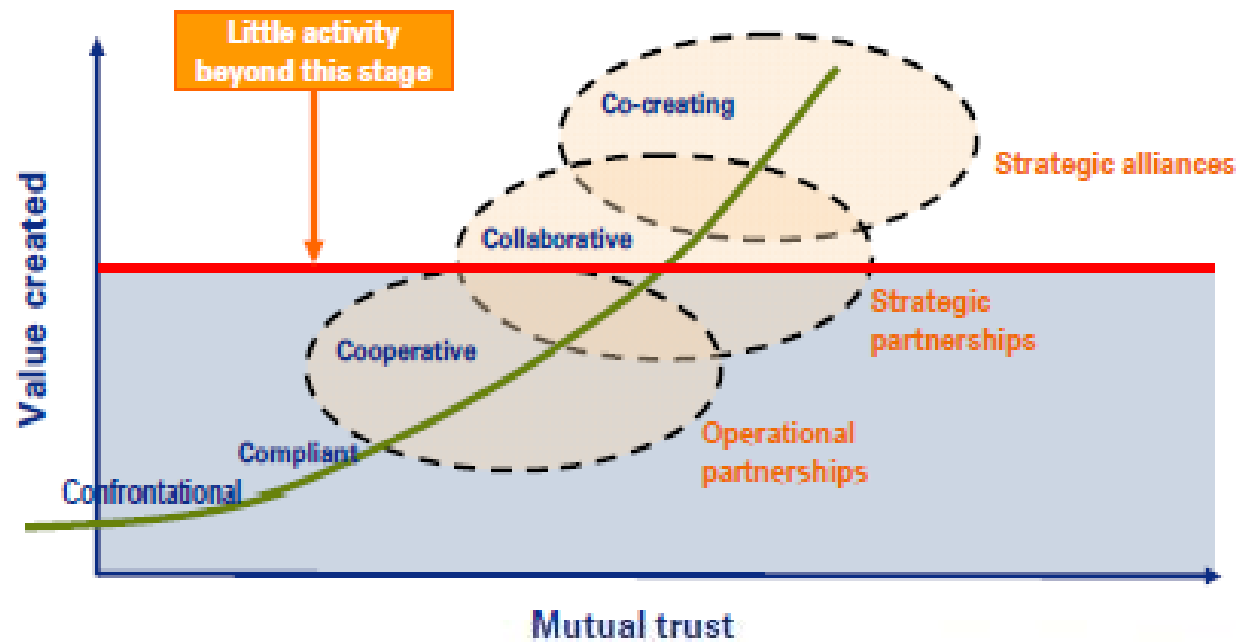 Little activity
beyond this stage
Co-creating
Strategic alliances
Value created
Collaborative
Strategic
partnerships
Cooperative
Operational
partnerships
Compliant
Confrontational
Mutual trust